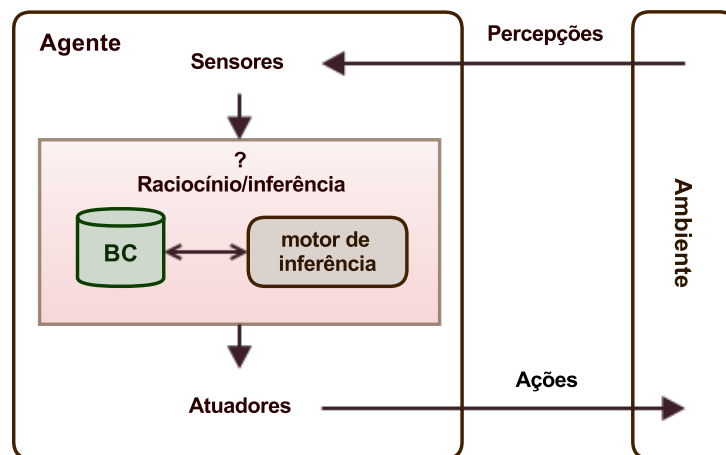 Agente
Percepções
Sensores
?
Raciocínio/inferência
BC
motor de
inferência
Ambiente
Ações
Atuadores